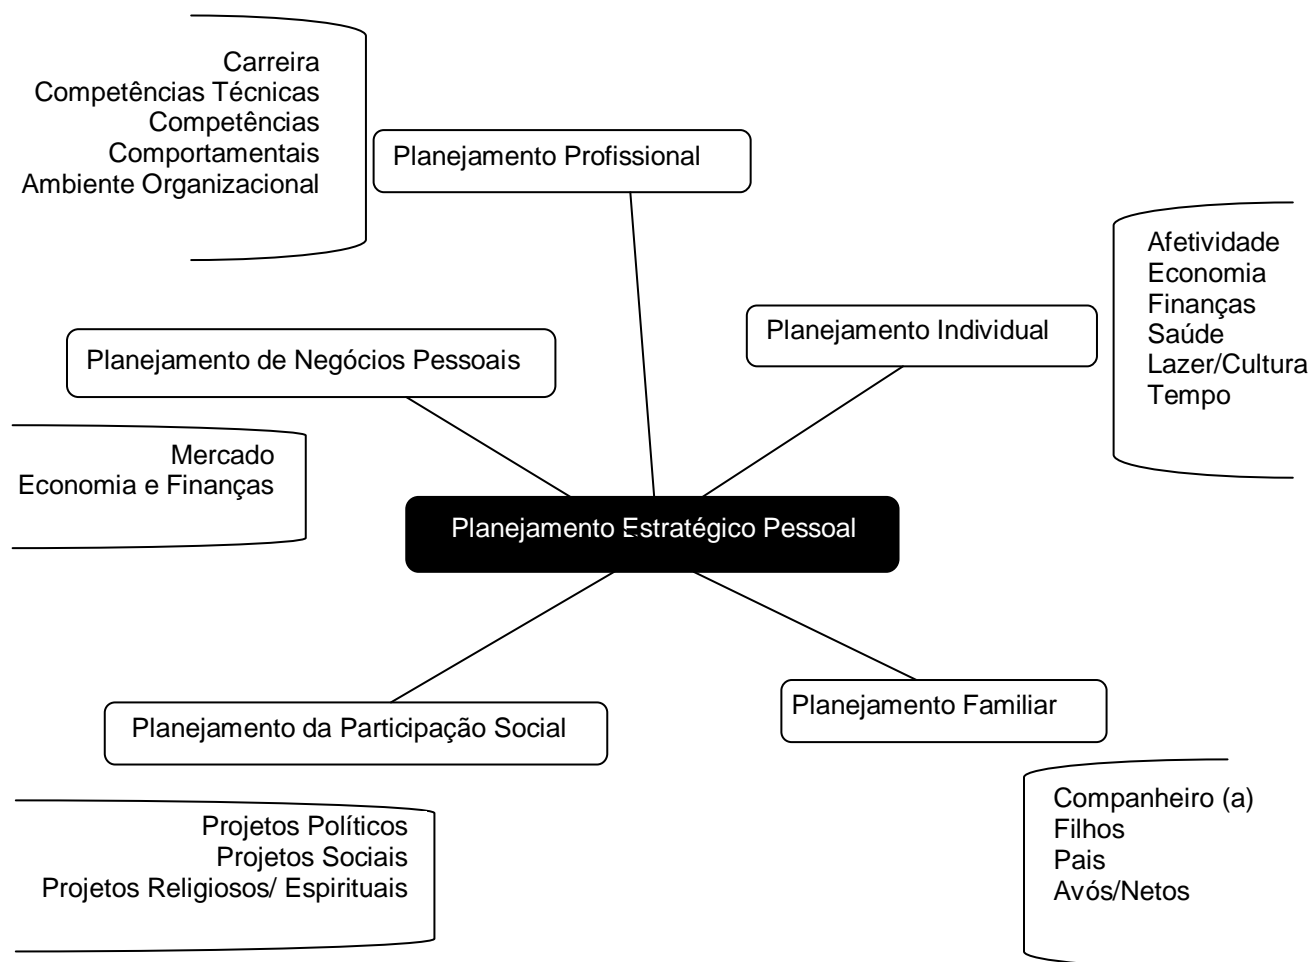 Carreira
Competências Técnicas
Competências
Comportamentais
Ambiente Organizacional
Planejamento Profissional
Afetividade
Economia
Finanças
Saúde
Lazer/Cultura
Tempo
Planejamento Individual
Planejamento de Negócios Pessoais
Mercado
Economia e Finanças
Planejamento Estratégico Pessoal
Planejamento da Participação Social
Planejamento Familiar
Projetos Políticos
Projetos Sociais
Projetos Religiosos/ Espirituais
Companheiro (a)
Filhos
Pais
Avós/Netos